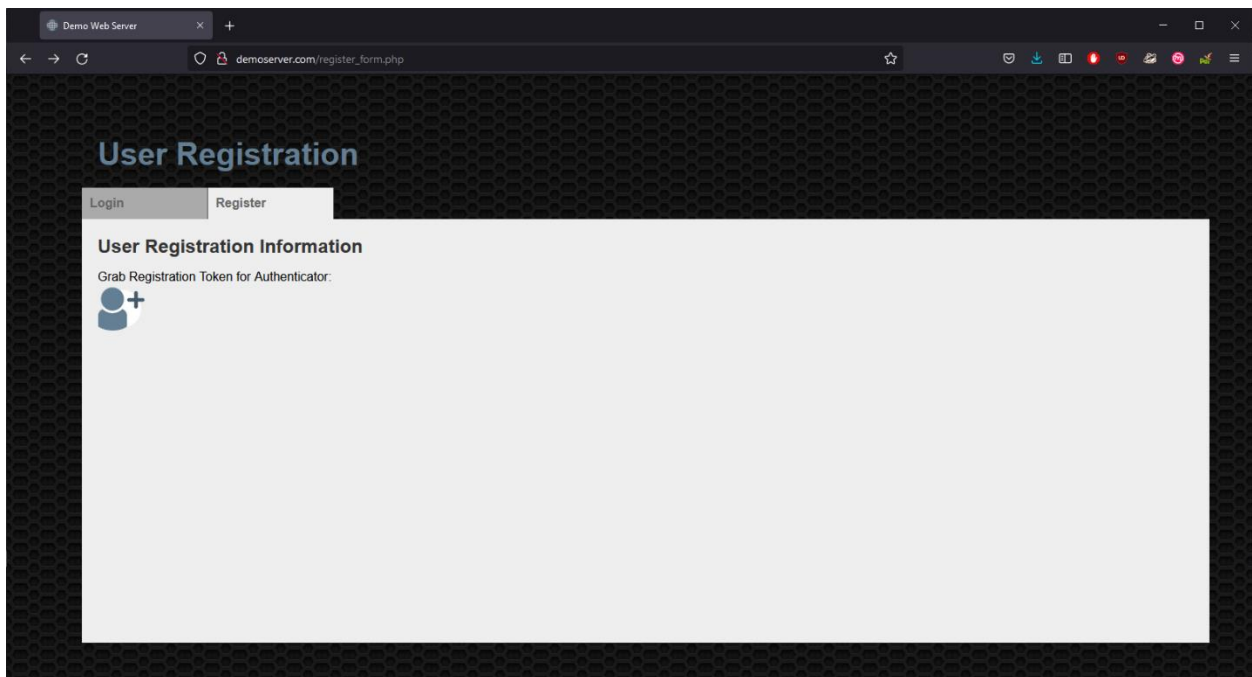 Demo Web Server
demoserver.com/register_form.php
User Registration
Login
Register
User Registration Information
Grab Registration Token for Authenticator: